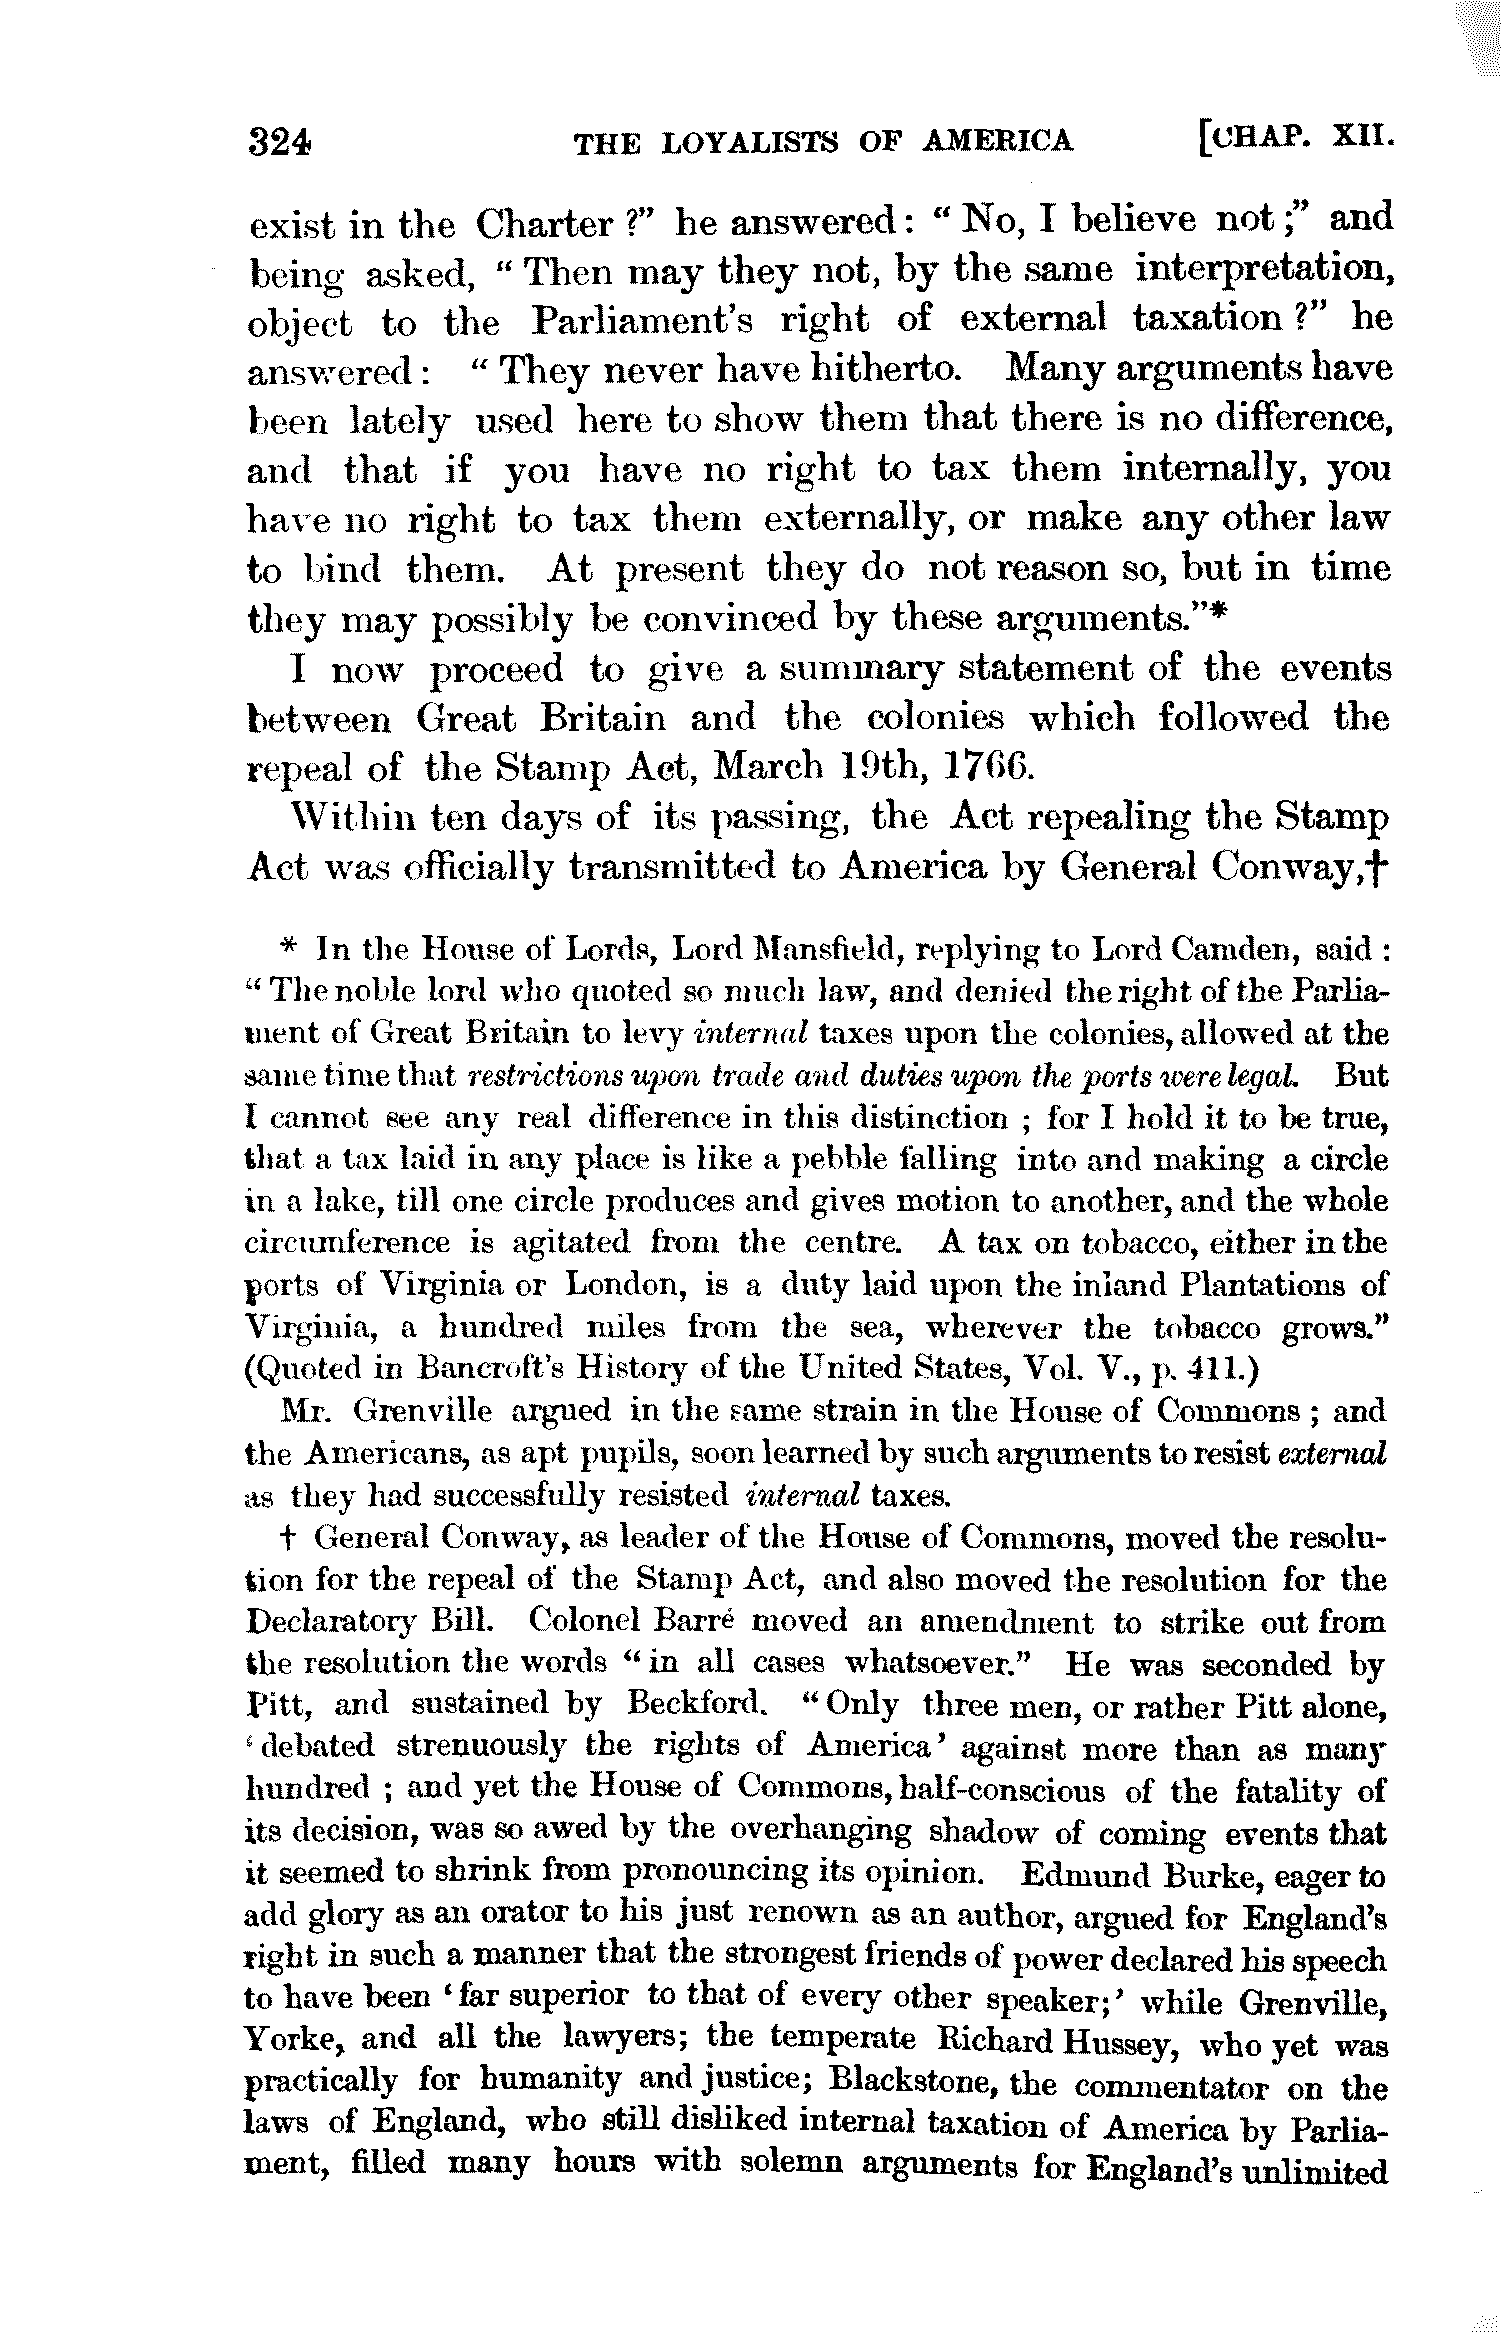 324 THE LOYALISTS OF AMERICA [CHAP. XII.
exist in the Charter ?” he answered : “ No, I believe not ;” and
being asked, “ Then may they not, by the same interpretation,
object to the Parliament’s right of external taxation ?” he
answered : “ They never have hitherto. Many arguments have
been lately used here to show them that there is no difference,
and that if you have no right to tax them internally, you
have no right to tax them externally, or make any other law
to bind them. At present they do not reason so, but in time
they may possibly be convinced by these arguments.”*
I now proceed to give a summary statement of the events
between Great Britain and the colonies which followed the
repeal of the Stamp Act, March 19th, 1766.
Within ten days of its passing, the Act repealing the Stamp
Act was officially transmitted to America by General Conway,†
* In the House of Lords, Lord Mansfield, replying to Lord Camden, said :
“ The noble lord who quoted so much law, and denied the right of the Parlia-
ment of Great Britain to levy internal taxes upon the colonies, allowed at the
same time that restrictions upon trade and duties upon the ports were legal. But
I cannot see any real difference in this distinction ; for I hold it to be true,
that a tax laid in any place is like a pebble falling into and making a circle
in a lake, till one circle produces and gives motion to another, and the whole
circumference is agitated from the centre. A tax on tobacco, either in the
ports of Virginia or London, is a duty laid upon the inland Plantations of
Virginia, a hundred miles from the sea, wherever the tobacco grows.”
(Quoted in Bancroft’s History of the United States, Vol. V., p. 411.)
Mr. Grenville argued in the same strain in the House of Commons ; and
the Americans, as apt pupils, soon learned by such arguments to resist external
as they had successfully resisted internal taxes.
† General Conway, as leader of the House of Commons, moved the resolu-
tion for the repeal of the Stamp Act, and also moved the resolution for the
Declaratory Bill. Colonel Barré moved an amendment to strike out from
the resolution the words “ in all cases whatsoever.” He was seconded by
Pitt, and sustained by Beckford. “ Only three men, or rather Pitt alone,
‘ debated strenuously the rights of America ’ against more than as many
hundred ; and yet the House of Commons, half-conscious of the fatality of
its decision, was so awed by the overhanging shadow of coming events that
it seemed to shrink from pronouncing its opinion. Edmund Burke, eager to
add glory as an orator to his just renown as an author, argued for England’s
right in such a manner that the strongest friends of power declared his speech
to have been ‘ far superior to that of every other speaker;’ while Grenville,
Yorke, and all the lawyers; the temperate Richard Hussey, who yet was
practically for humanity and justice; Blackstone, the commentator on the
laws of England, who still disliked internal taxation of America by Parlia-
ment, filled many hours with solemn arguments for England’s unlimited